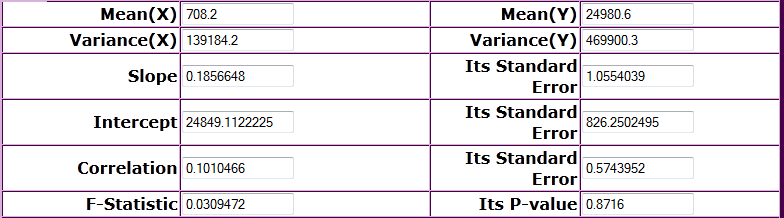 Mean(X) 708.2 Mean(Y) 24980.6
Variance(X) 139184.2 Variance(Y) 469900.3
Slope 0.1856648 Its Standard Error 1.0554039
Intercept 24849.1122225 Its Standard Error 826.2502495
Correlation 0.1010466 Its Standard Error 0.5743952
F-Statistic 0.0309472 Its P-value 0.8716